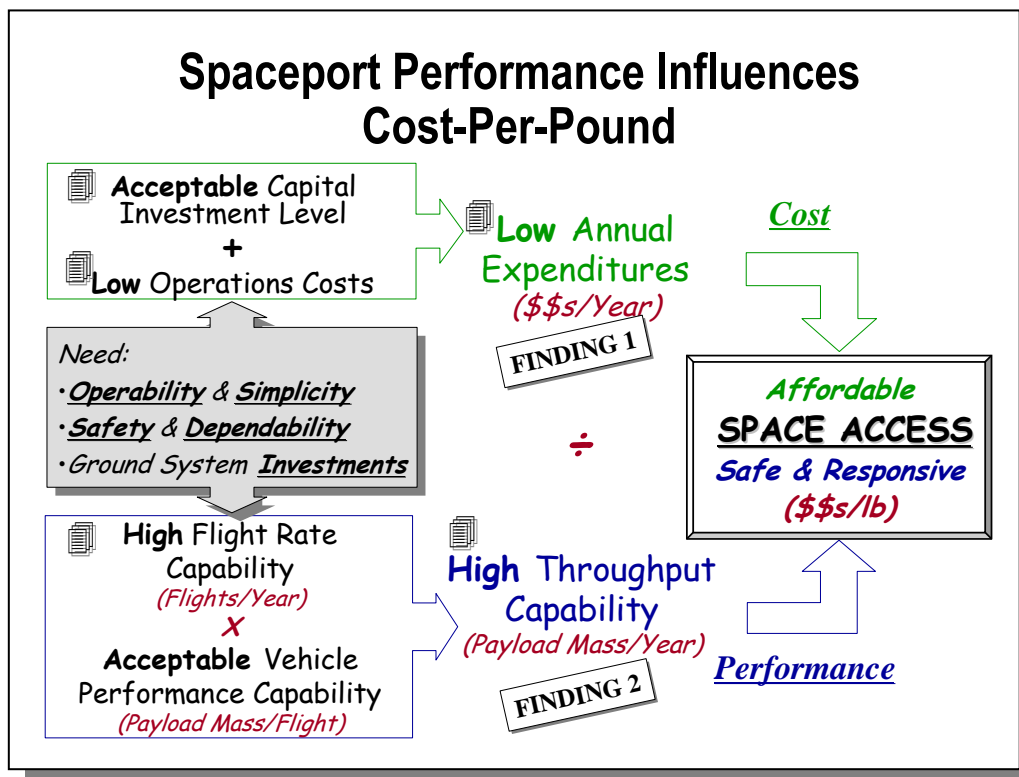 Spaceport Performance Influences
Cost-Per-Pound
Acceptable Capital
Investment Level
+
Low Operations Costs
Low Annual
Expenditures
($$s/Year)
FINDING 1
Cost
Need:
•Operability & Simplicity
•Safety & Dependability
•Ground System Investments
÷
Affordable
SPACE ACCESS
Safe & Responsive
($$s/lb)
High Flight Rate
Capability
(Flights/Year)
X
Acceptable Vehicle
Performance Capability
(Payload Mass/Flight)
High Throughput
Capability
(Payload Mass/Year)
FINDING 2
Performance